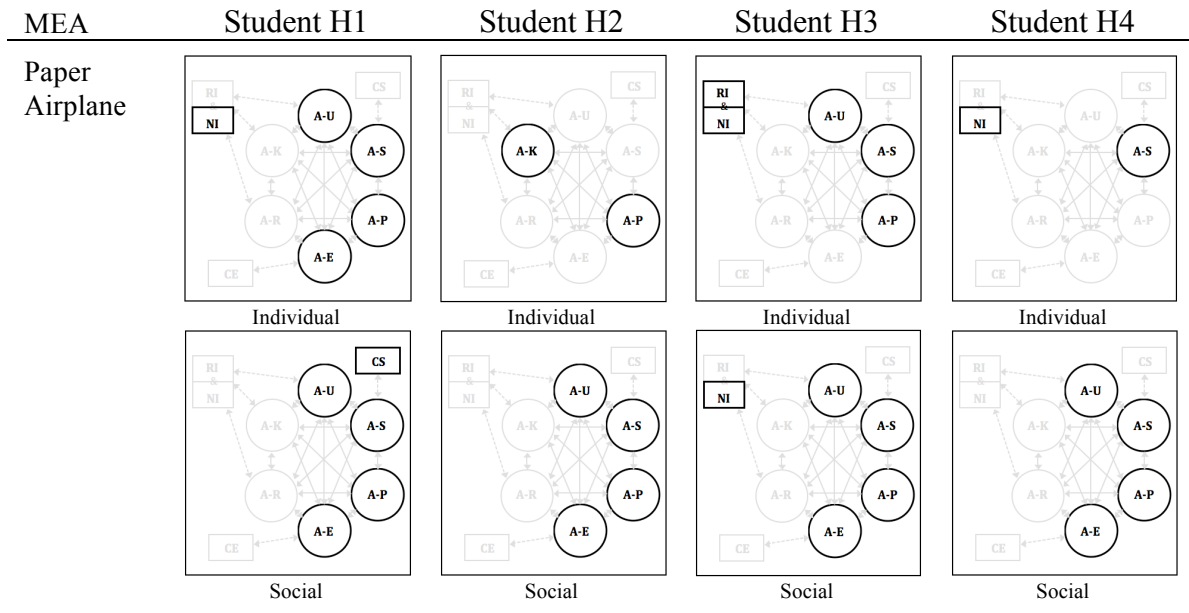 MEA Student H1 Student H2 Student H3 Student H4
Paper
Airplane
RI & NI CS A-U A-K A-S A-R A-P A-E CE
RI & NI CS A-U A-K A-S A-R A-P A-E CE
RI & NI CS A-U A-K A-S A-R A-P A-E CE
RI & NI CS A-U A-K A-S A-R A-P A-E CE
Individual Individual Individual Individual
RI & NI CS A-U A-K A-S A-R A-P A-E CE
RI & NI CS A-U A-K A-S A-R A-P A-E CE
RI & NI CS A-U A-K A-S A-R A-P A-E CE
RI & NI CS A-U A-K A-S A-R A-P A-E CE
Social Social Social Social